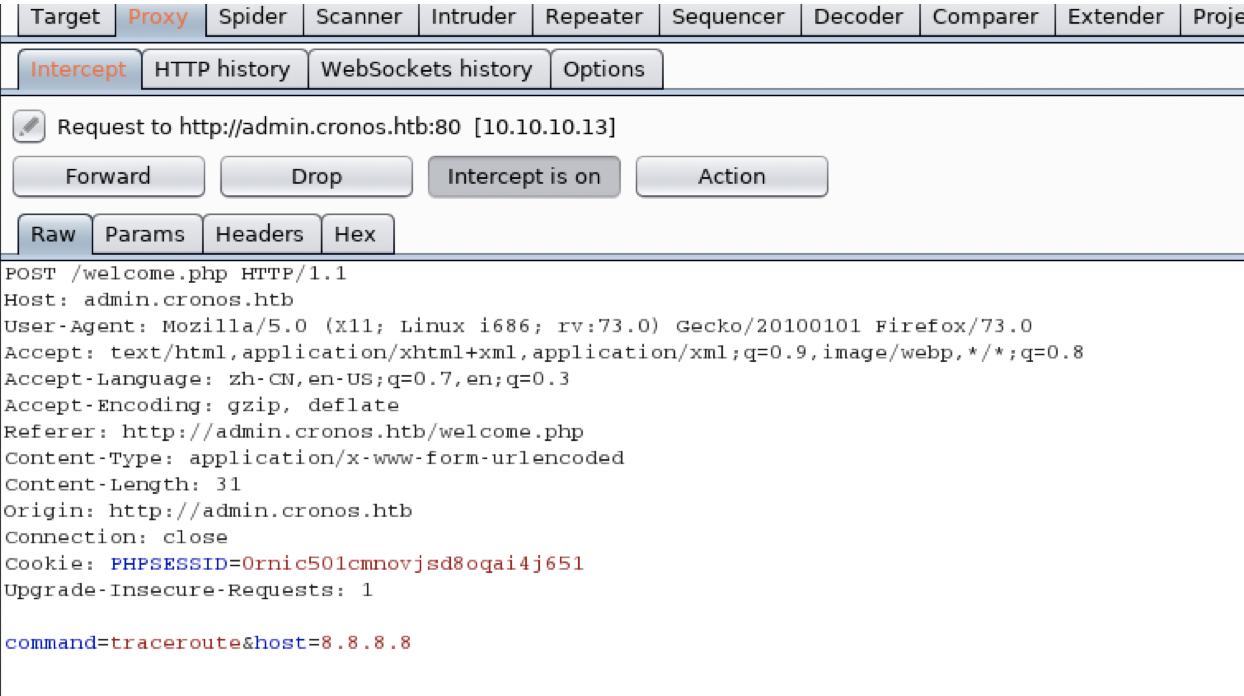 Target Proxy Spider Scanner Intruder Repeater Sequencer Decoder Comparer Extender Proje
Intercept HTTP history WebSockets history Options
Request to http://admin.cronos.htb:80 [10.10.10.13]
Forward Drop Intercept is on Action
Raw Params Headers Hex
POST /welcome.php HTTP/1.1
Host: admin.cronos.htb
User-Agent: Mozilla/5.0 (X11; Linux i686; rv:73.0) Gecko/20100101 Firefox/73.0
Accept: text/html,application/xhtml+xml,application/xml;q=0.9,image/webp,*/*;q=0.8
Accept-Language: zh-CN,en-US;q=0.7,en;q=0.3
Accept-Encoding: gzip, deflate
Referer: http://admin.cronos.htb/welcome.php
Content-Type: application/x-www-form-urlencoded
Content-Length: 31
Origin: http://admin.cronos.htb
Connection: close
Cookie: PHPSESSID=0rnic501cmnovjsd8oqai4j651
Upgrade-Insecure-Requests: 1
command=traceroute&host=8.8.8.8